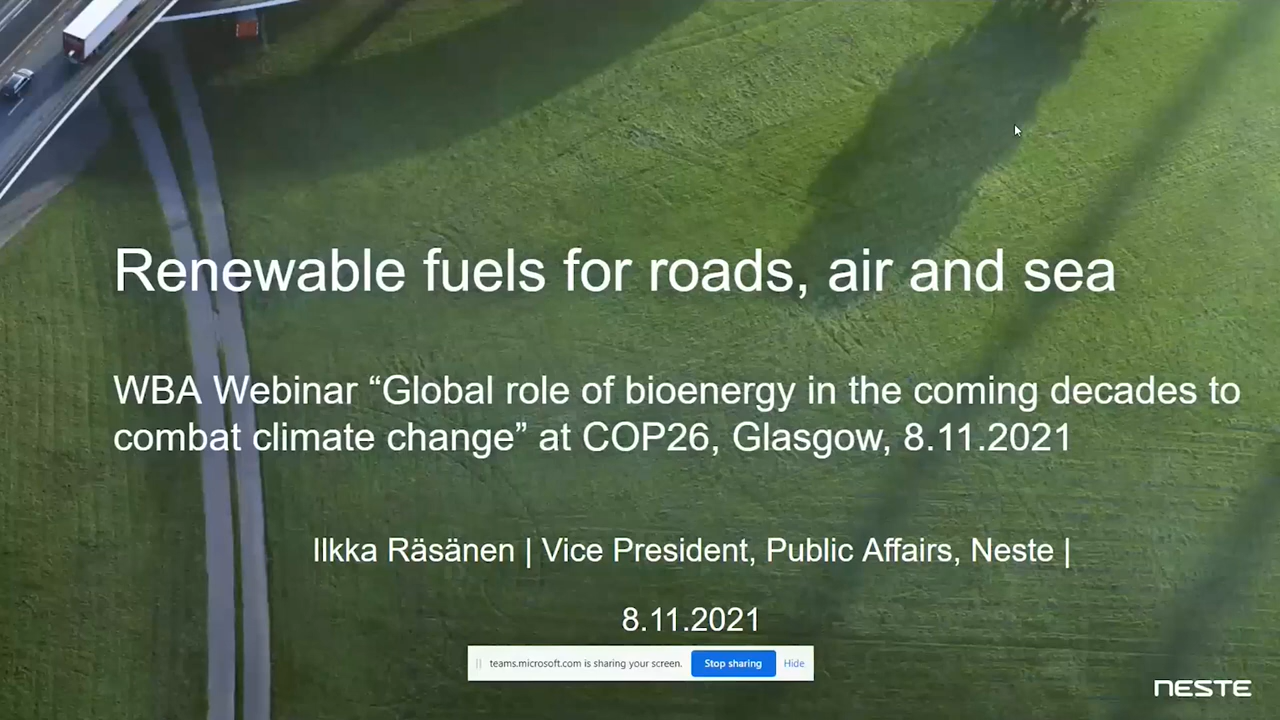 Renewable fuels for roads, air and sea
WBA Webinar “Global role of bioenergy in the coming decades to
combat climate change” at COP26, Glasgow, 8.11.2021
Ilkka Räsänen | Vice President, Public Affairs, Neste |
8.11.2021
teams.microsoft.com is sharing your screen. Stop sharing Hide
NESTE